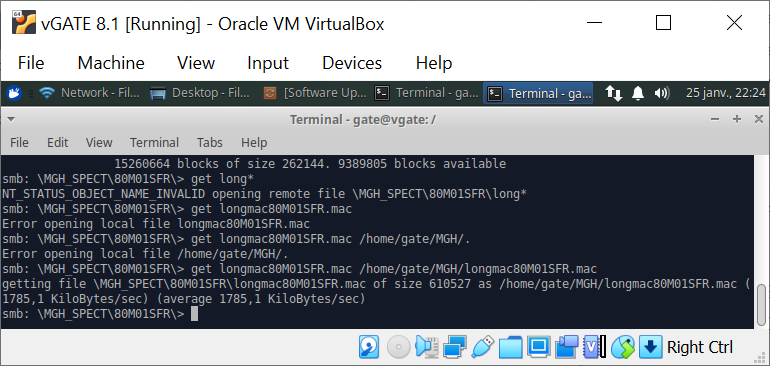 vGATE 8.1 [Running] - Oracle VM VirtualBox
File Machine View Input Devices Help
Network - Fil... Desktop - Fil... [Software Up... Terminal - ga... Terminal - ga... 25 janv., 22:24
Terminal - gate@vgate: /
File Edit View Terminal Tabs Help
15260664 blocks of size 262144. 9389805 blocks available
smb: \MGH_SPECT\80M01SFR\> get long*
NT_STATUS_OBJECT_NAME_INVALID opening remote file \MGH_SPECT\80M01SFR\long*
smb: \MGH_SPECT\80M01SFR\> get longmac80M01SFR.mac
Error opening local file longmac80M01SFR.mac
smb: \MGH_SPECT\80M01SFR\> get longmac80M01SFR.mac /home/gate/MGH/.
Error opening local file /home/gate/MGH/.
smb: \MGH_SPECT\80M01SFR\> get longmac80M01SFR.mac /home/gate/MGH/longmac80M01SFR.mac
getting file \MGH_SPECT\80M01SFR\longmac80M01SFR.mac of size 610527 as /home/gate/MGH/longmac80M01SFR.mac (
1785,1 KiloBytes/sec) (average 1785,1 KiloBytes/sec)
smb: \MGH_SPECT\80M01SFR\>
Right Ctrl